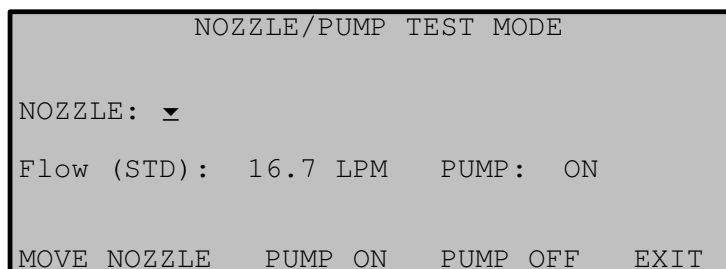 NOZZLE/PUMP TEST MODE
NOZZLE: ▼
Flow (STD): 16.7 LPM PUMP: ON
MOVE NOZZLE PUMP ON PUMP OFF EXIT